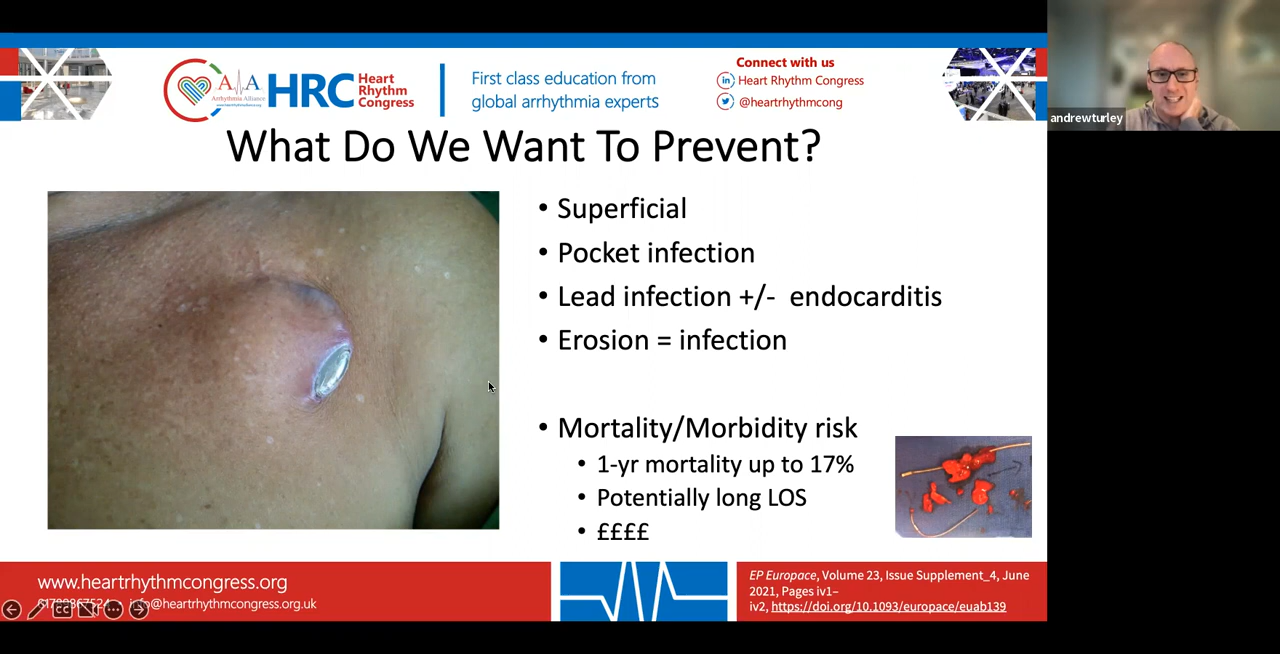 Arrhythmia Alliance
HRC
Heart
Rhythm
Congress
First class education from
global arrhythmia experts
Connect with us
Heart Rhythm Congress
@heartrhythmcong
andrewturley
What Do We Want To Prevent?
• Superficial
• Pocket infection
• Lead infection +/- endocarditis
• Erosion = infection
• Mortality/Morbidity risk
• 1-yr mortality up to 17%
• Potentially long LOS
• ££££
www.heartrhythmcongress.org
info@heartrhythmcongress.org.uk
CC
EP Europace, Volume 23, Issue Supplement_4, June
2021, Pages iv1–
iv2, https://doi.org/10.1093/europace/euab139